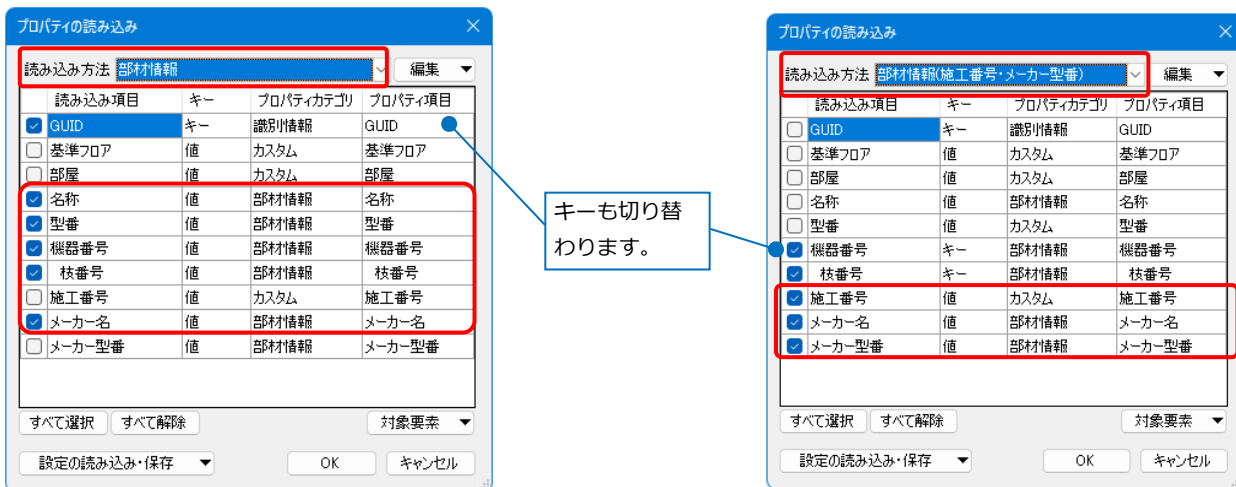 プロパティの読み込み
読み込み方法 部材情報 編集
読み込み項目 キー プロパティカテゴリ プロパティ項目
GUID キー 識別情報 GUID
基準フロア 値 カスタム 基準フロア
部屋 値 カスタム 部屋
名称 値 部材情報 名称
型番 値 部材情報 型番
機器番号 値 部材情報 機器番号
枝番号 値 部材情報 枝番号
施工番号 値 カスタム 施工番号
メーカー名 値 部材情報 メーカー名
メーカー型番 値 部材情報 メーカー型番
すべて選択 すべて解除 対象要素
設定の読み込み・保存 OK キャンセル
キーも切り替
わります。
プロパティの読み込み
読み込み方法 部材情報(施工番号・メーカー型番) 編集
読み込み項目 キー プロパティカテゴリ プロパティ項目
GUID キー 識別情報 GUID
基準フロア 値 カスタム 基準フロア
部屋 値 カスタム 部屋
名称 値 部材情報 名称
型番 値 カスタム 型番
機器番号 キー 部材情報 機器番号
枝番号 キー 部材情報 枝番号
施工番号 値 カスタム 施工番号
メーカー名 値 部材情報 メーカー名
メーカー型番 値 部材情報 メーカー型番
すべて選択 すべて解除 対象要素
設定の読み込み・保存 OK キャンセル